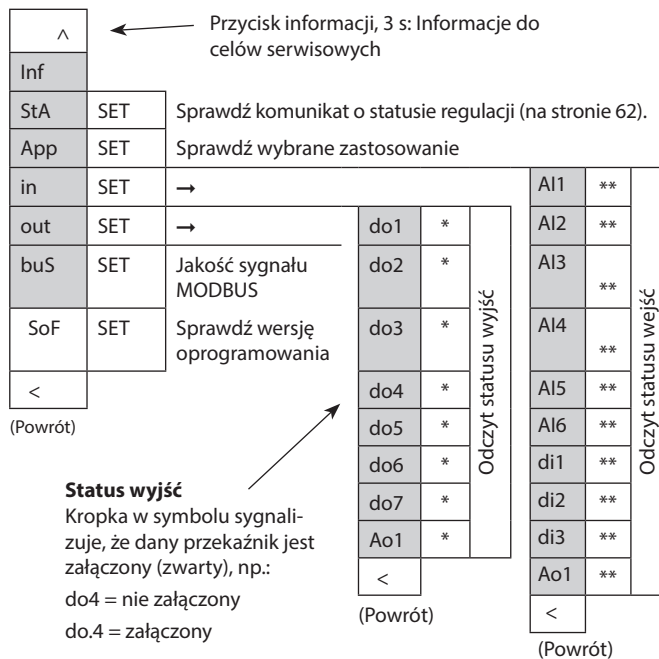 ^
Przycisk informacji, 3 s: Informacje do
celów serwisowych
Inf
StA SET Sprawdź komunikat o statusie regulacji (na stronie 62).
App SET Sprawdź wybrane zastosowanie
in SET →
out SET →
buS SET Jakość sygnału
MODBUS
SoF SET Sprawdź wersję
oprogramowania
<
(Powrót)
do1 *
do2 *
do3 *
do4 *
do5 *
do6 *
do7 *
Ao1 *
<
(Powrót)
Odczyt statusu wyjść
AI1 **
AI2 **
AI3 **
AI4 **
AI5 **
AI6 **
di1 **
di2 **
di3 **
Ao1 **
<
(Powrót)
Odczyt statusu wejść
Status wyjść
Kropka w symbolu sygnali-
zuje, że dany przekaźnik jest
załączony (zwarty), np.:
do4 = nie załączony
do.4 = załączony